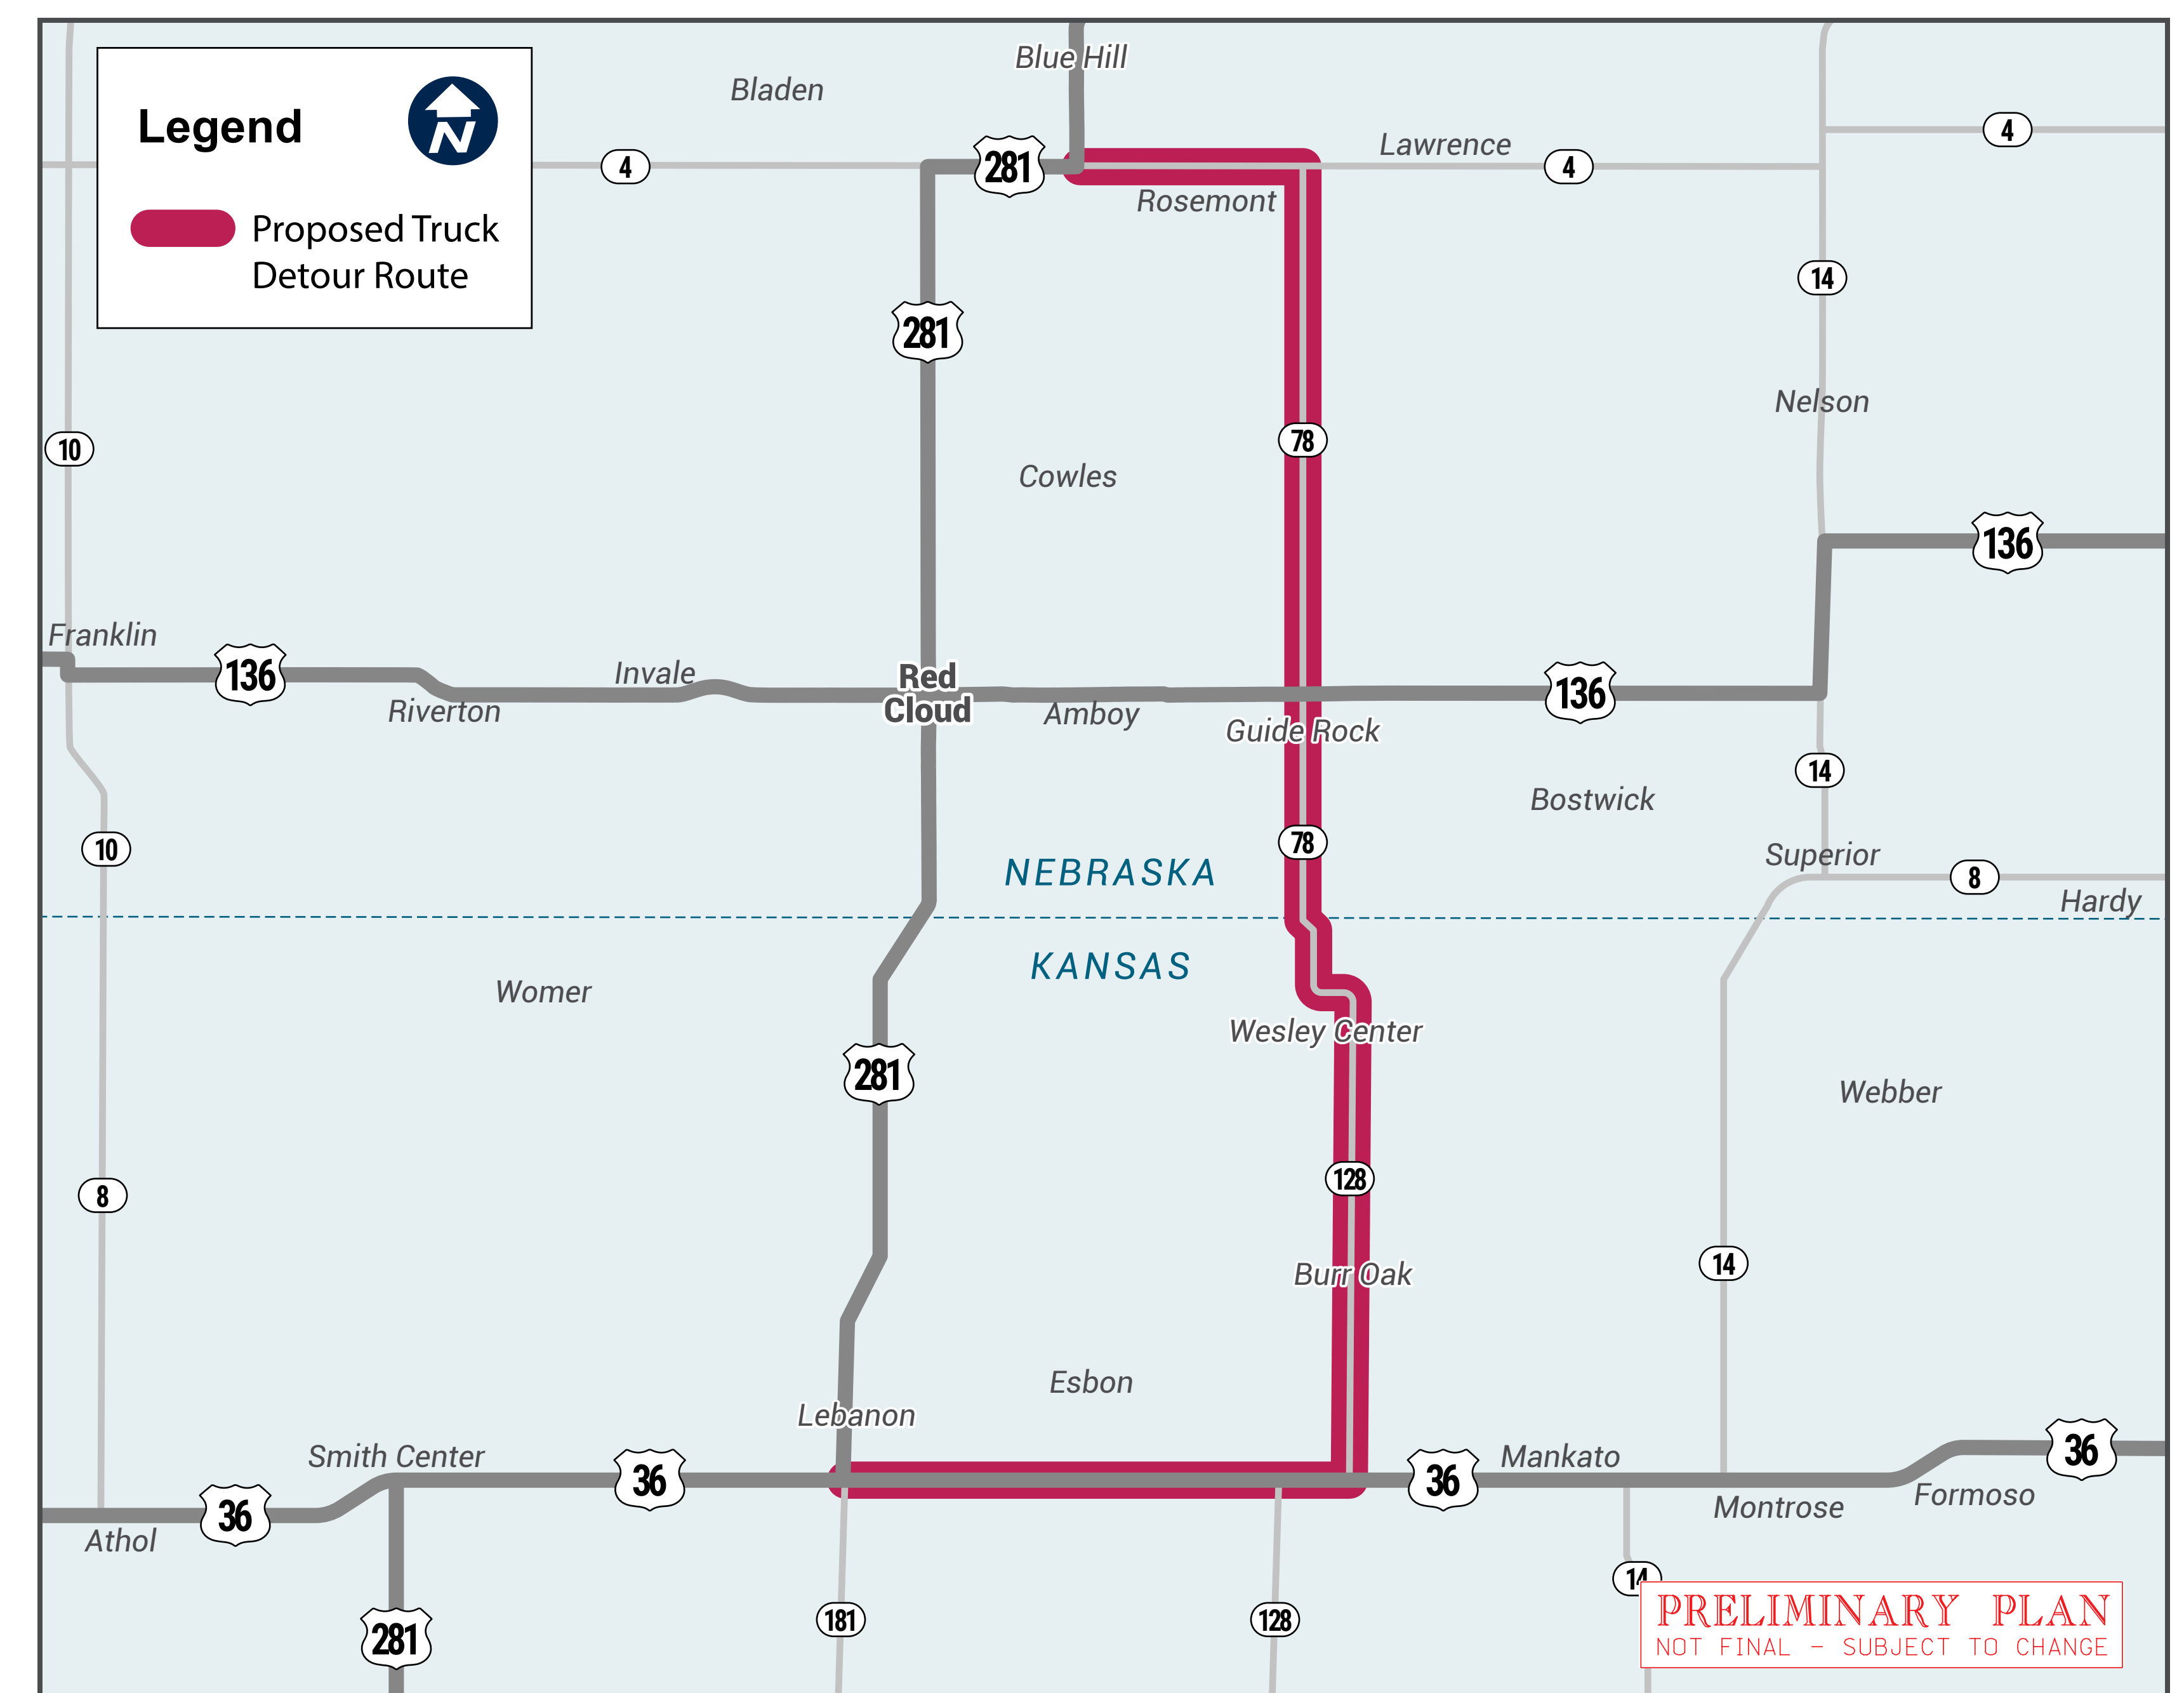 Blue Hill
Bladen
Legend
N
Proposed Truck
Detour Route
4
281
4
Lawrence
4
Rosemont
14
281
Nelson
10
78
Cowles
136
Franklin
136
Invale
Red
Cloud
Riverton
Amboy
136
Guide Rock
14
Bostwick
10
78
NEBRASKA
Superior
8
Hardy
KANSAS
Womer
Wesley Center
281
Webber
8
128
14
Burr Oak
Esbon
Lebanon
Smith Center
36
36
Mankato
36
36
Montrose
Formoso
Athol
14
281
181
128
PRELIMINARY PLAN
NOT FINAL - SUBJECT TO CHANGE